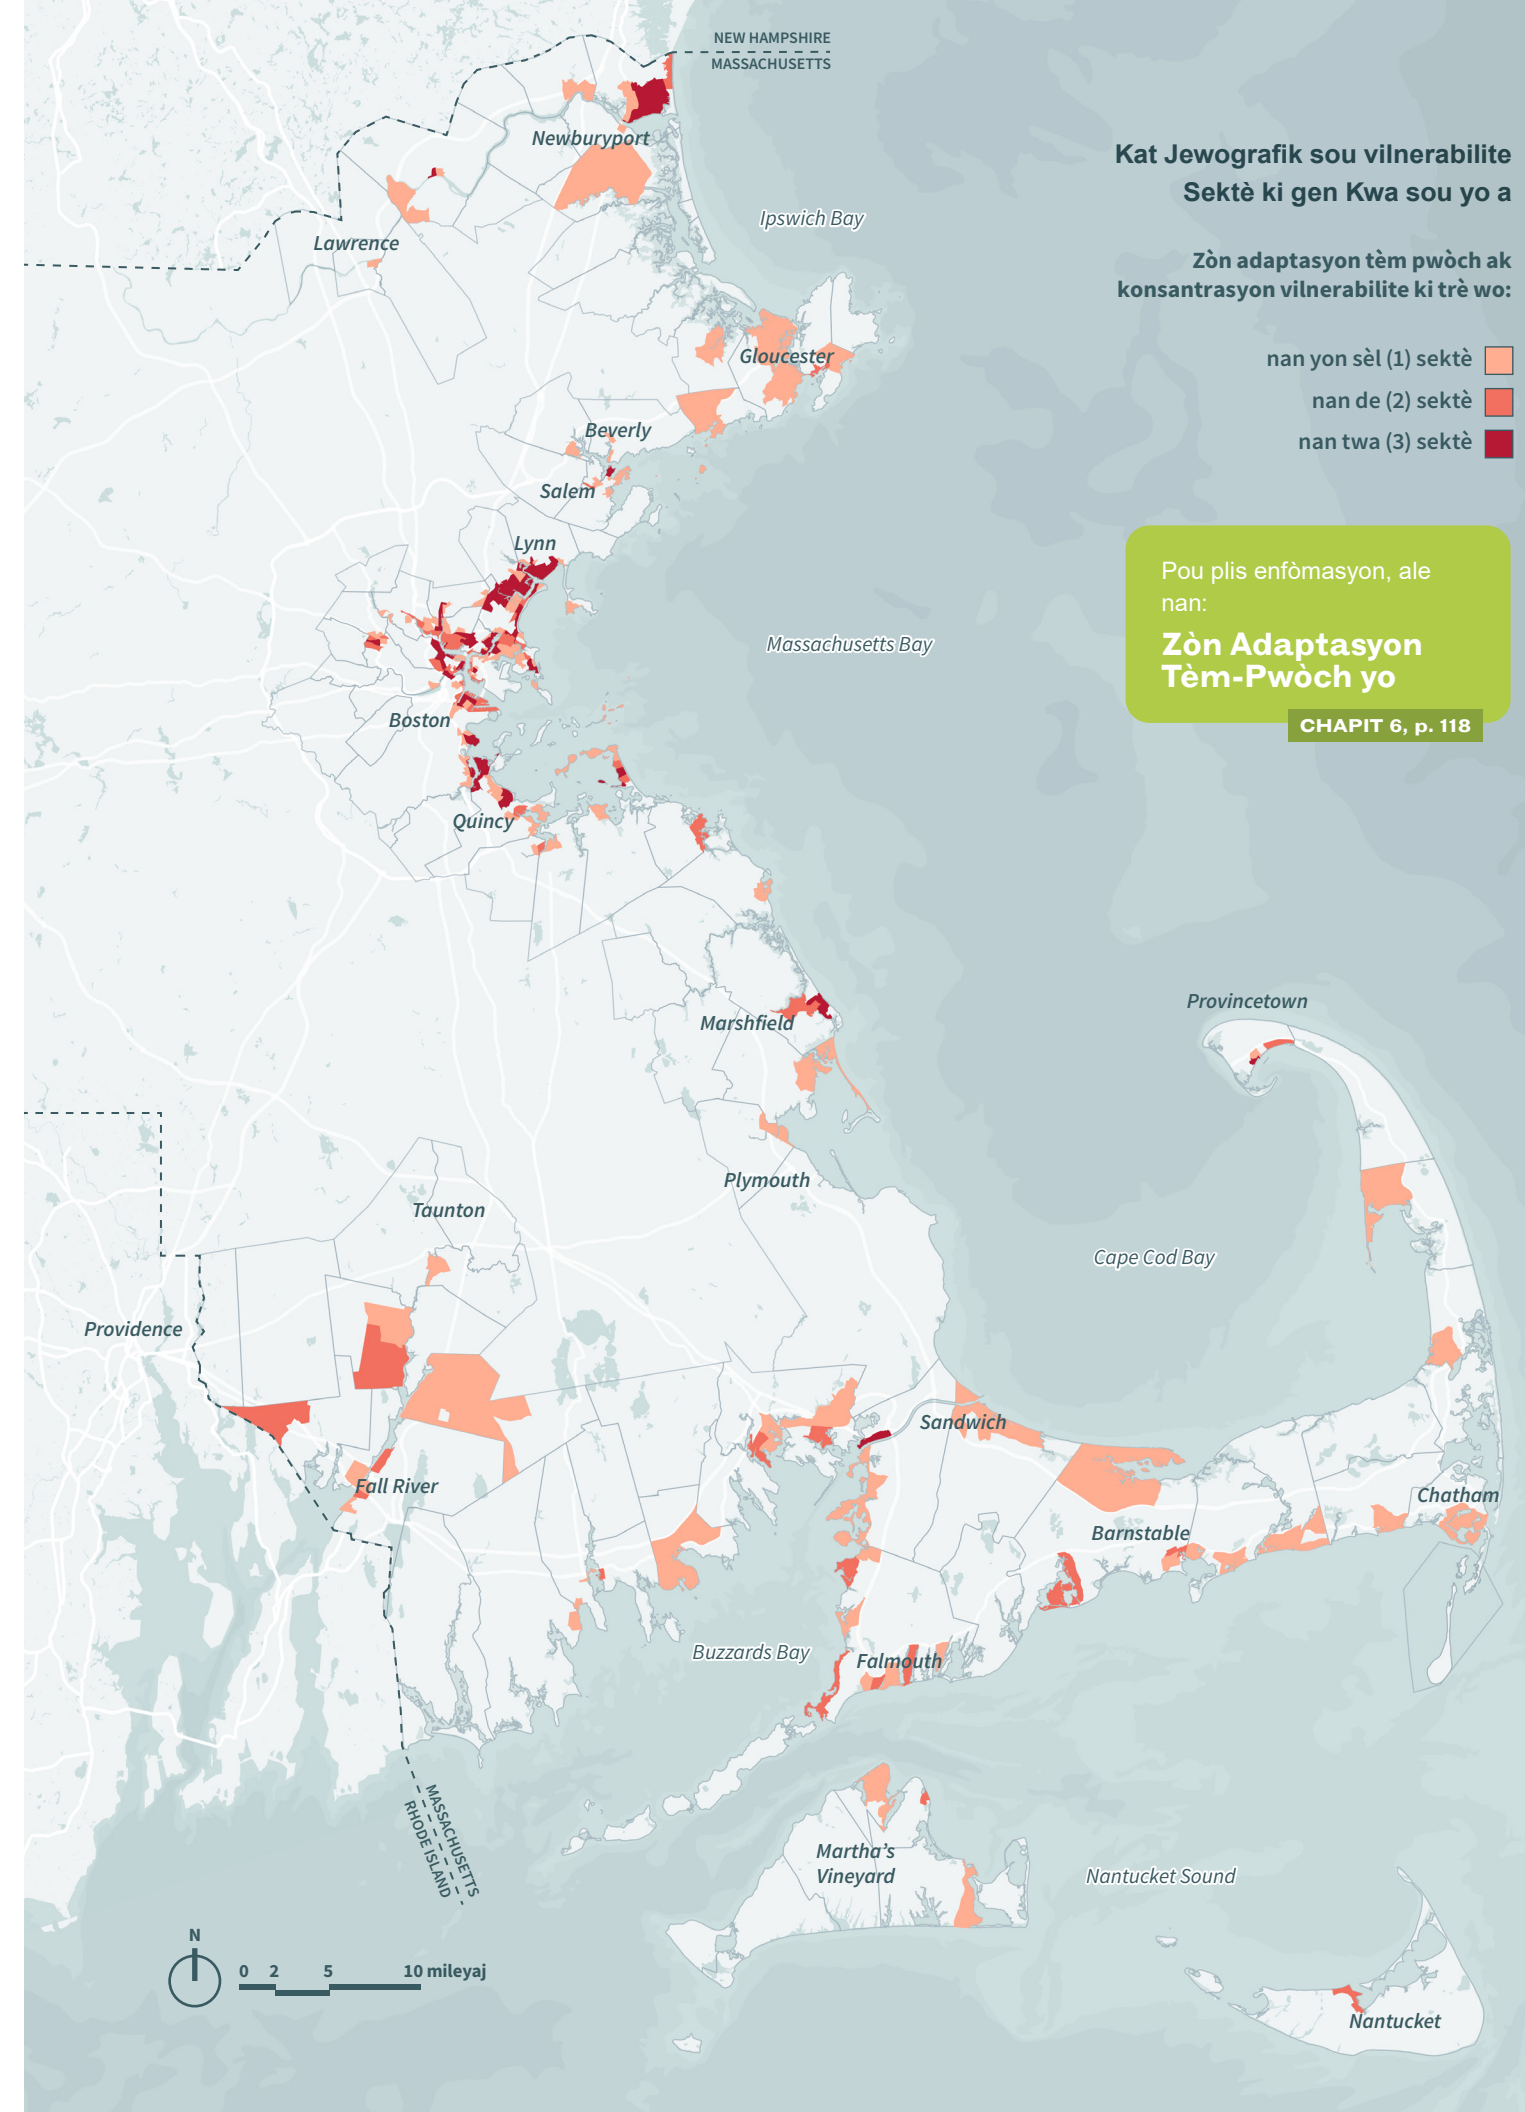 NEW HAMPSHIRE
MASSACHUSETTS
Kat Jewografik sou vilnerabilite
Sektè ki gen Kwa sou yo a
Zòn adaptasyon tèm pwòch ak
konsantrasyon vilnerabilite ki trè wo:
nan yon sèl (1) sektè
nan de (2) sektè
nan twa (3) sektè
Pou plis enfòmasyon, ale
nan:
Zòn Adaptasyon
Tèm-Pwòch yo
CHAPIT 6, p. 118
Newburyport
Ipswich Bay
Lawrence
Gloucester
Beverly
Salem
Lynn
Massachusetts Bay
Boston
Quincy
Provincetown
Marshfield
Plymouth
Taunton
Cape Cod Bay
Providence
Sandwich
Fall River
Chatham
Barnstable
Buzzards Bay
Falmouth
MASSACHUSETTS
RHODE ISLAND
Martha's
Vineyard
Nantucket Sound
N
0 2 5 10 mileyaj
Nantucket